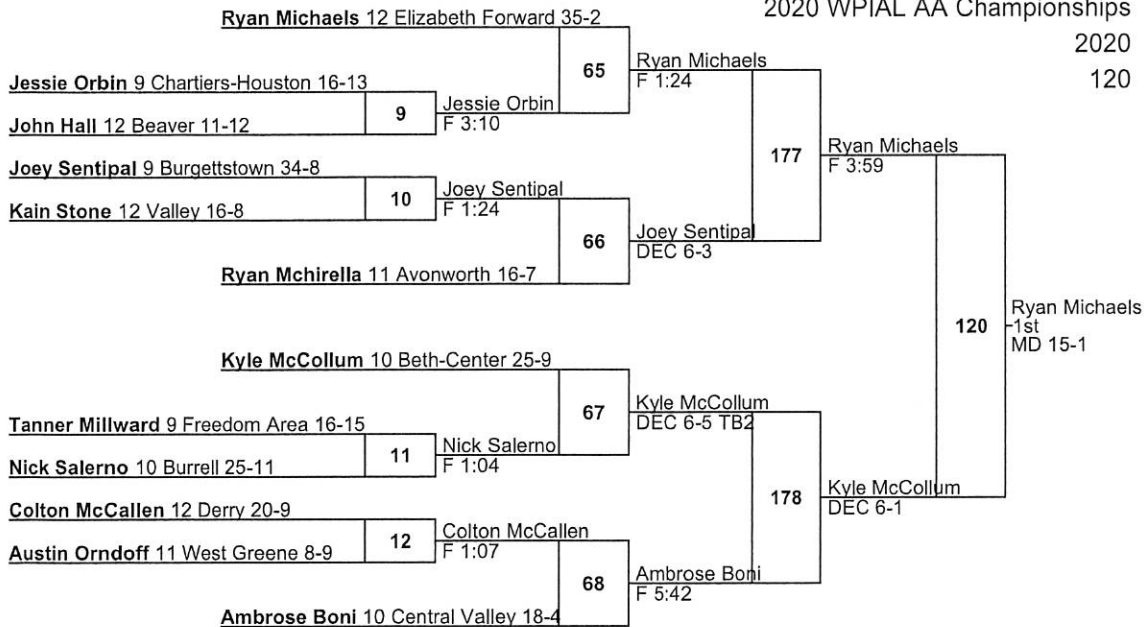 2020 WPIAL AA Championships
2020
120
Ryan Michaels 12 Elizabeth Forward 35-2
65
Ryan Michaels
F 1:24
Jessie Orbin 9 Chartiers-Houston 16-13
9
Jessie Orbin
F 3:10
John Hall 12 Beaver 11-12
177
Ryan Michaels
F 3:59
Joey Sentipal 9 Burgettstown 34-8
10
Joey Sentipal
F 1:24
Kain Stone 12 Valley 16-8
66
Joey Sentipal
DEC 6-3
Ryan Mchirella 11 Avonworth 16-7
120
Ryan Michaels
1st
MD 15-1
Kyle McCollum 10 Beth-Center 25-9
67
Kyle McCollum
DEC 6-5 TB2
Tanner Millward 9 Freedom Area 16-15
11
Nick Salerno
F 1:04
Nick Salerno 10 Burrell 25-11
178
Kyle McCollum
DEC 6-1
Colton McCallen 12 Derry 20-9
12
Colton McCallen
F 1:07
Austin Orndoff 11 West Greene 8-9
68
Ambrose Boni
F 5:42
Ambrose Boni 10 Central Valley 18-4